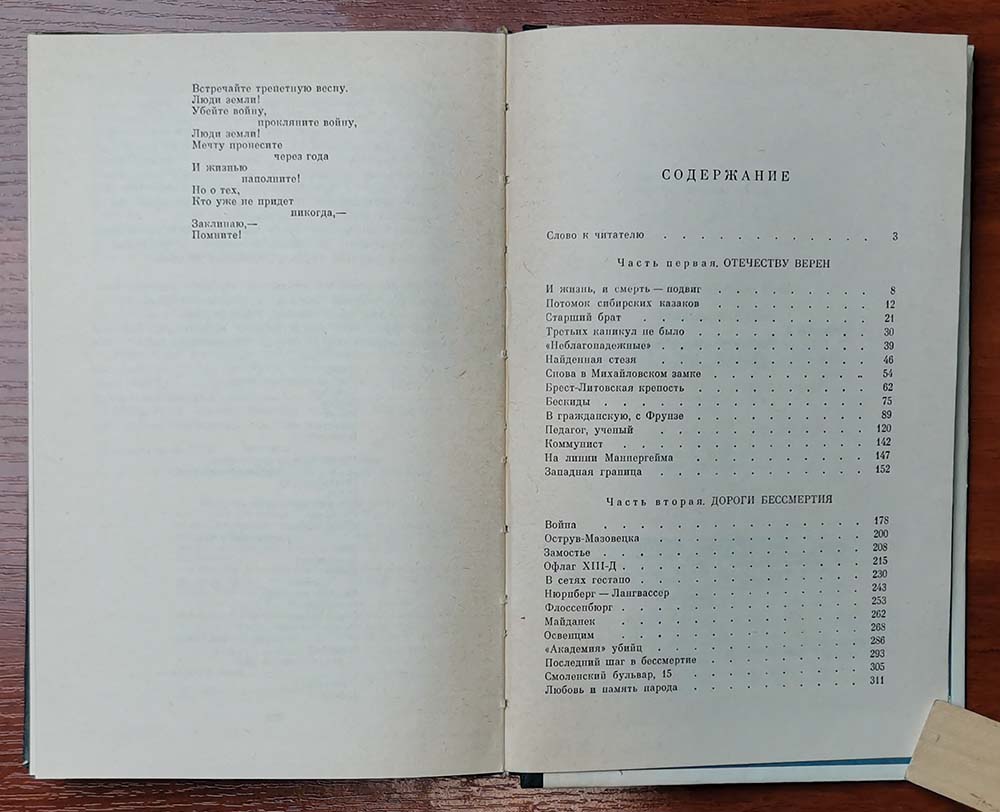 Встречайте трепетную весну.
Люди земли!
Убейте войну,
прокляните войну,
Люди земли!
Мечту пронесите
через года
И жизнью
наполните!
Но о тех,
Кто уже не придет
никогда,—
Заклинаю,—
Помните!
СОДЕРЖАНИЕ
Слово к читателю . . . . . . . . . . . . 3
Часть первая. ОТЕЧЕСТВУ ВЕРЕН
И жизнь, и смерть — подвиг . . . . . . . . . . 8
Потомок сибирских казаков . . . . . . . . . . 12
Старший брат . . . . . . . . . . . . 21
Третьих каникул не было . . . . . . . . . . 30
«Неблагонадежные» . . . . . . . . . . . 39
Найденная стезя . . . . . . . . . . . 46
Снова в Михайловском замке . . . . . . . . . 54
Брест-Литовская крепость . . . . . . . . . . 62
Бескиды . . . . . . . . . . . . . 75
В гражданскую, с Фрунзе . . . . . . . . . . 89
Педагог, ученый . . . . . . . . . . . 120
Коммунист . . . . . . . . . . . . 142
На линии Маннергейма . . . . . . . . . . 147
Западная граница . . . . . . . . . . . 152
Часть вторая. ДОРОГИ БЕССМЕРТИЯ
Война . . . . . . . . . . . . 178
Острув-Мазовецка . . . . . . . . . . . 200
Замостье . . . . . . . . . . . . 208
Офлаг XIII-Д . . . . . . . . . . . . 215
В сетях гестапо . . . . . . . . . . . 230
Нюрнберг — Лангвассер . . . . . . . . . . 243
Флоссенбюрг . . . . . . . . . . . . 253
Майданек . . . . . . . . . . . . 262
Освенцим . . . . . . . . . . . . 268
«Академия» убийц . . . . . . . . . . . 286
Последний шаг в бессмертие . . . . . . . . . 293
Смоленский бульвар, 15 . . . . . . . . . . 305
Любовь и память народа . . . . . . . . . . 311